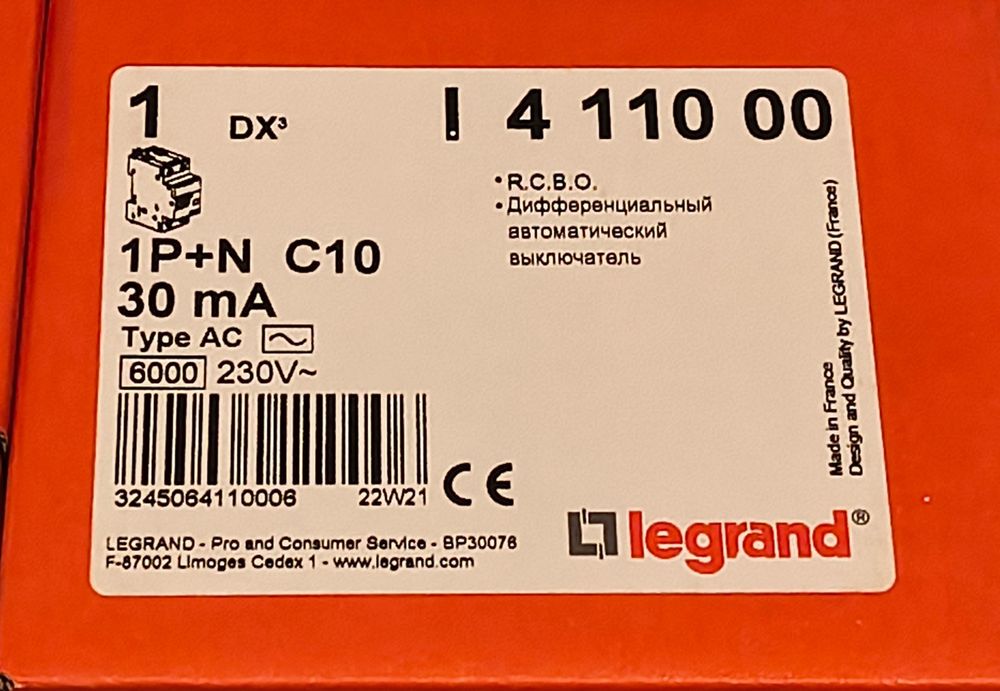 1 DX³ ! 4 110 00
• R.C.B.O.
• Дифференциальный
автоматический
выключатель
1P+N C10
30 mA
Type AC ~
6000 230V~
3245064110006 22W21 CE
LEGRAND - Pro and Consumer Service - BP30076
F-87002 Limoges Cedex 1 - www.legrand.com
legrand®
Made in France
Design and Quality by LEGRAND (France)